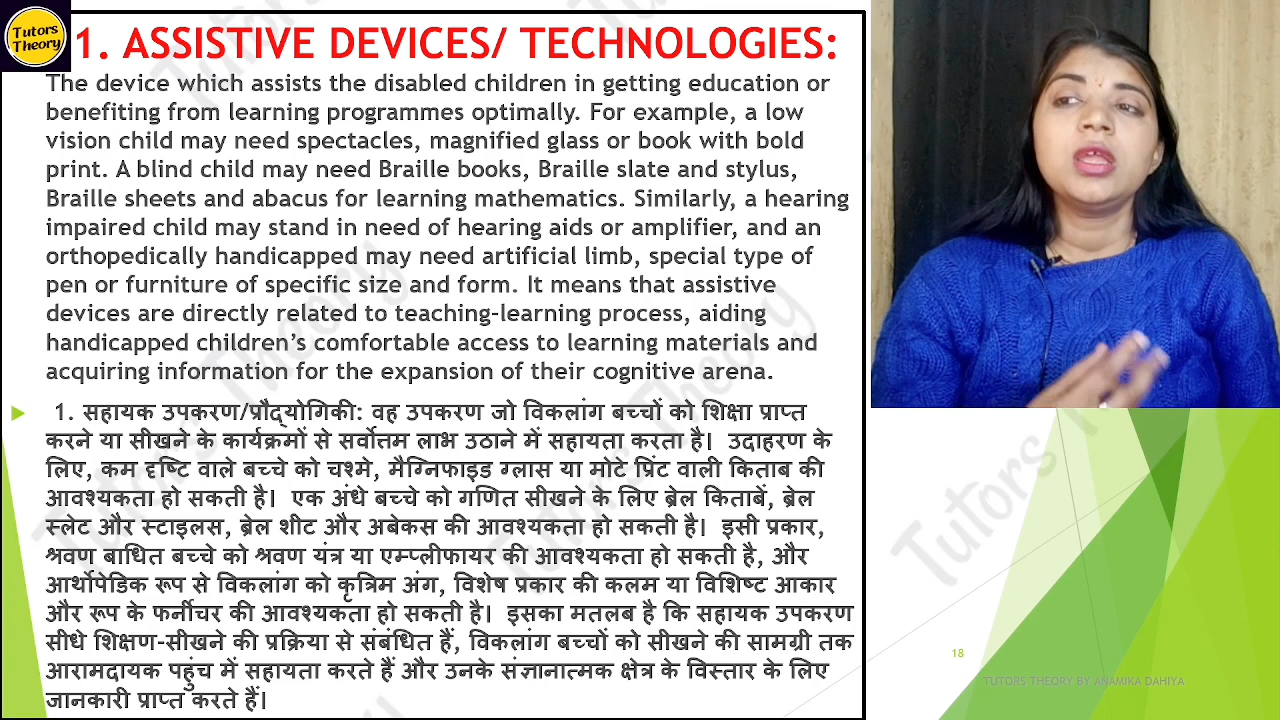 Tutors
Theory
1. ASSISTIVE DEVICES/ TECHNOLOGIES:
The device which assists the disabled children in getting education or
benefiting from learning programmes optimally. For example, a low
vision child may need spectacles, magnified glass or book with bold
print. A blind child may need Braille books, Braille slate and stylus,
Braille sheets and abacus for learning mathematics. Similarly, a hearing
impaired child may stand in need of hearing aids or amplifier, and an
orthopedically handicapped may need artificial limb, special type of
pen or furniture of specific size and form. It means that assistive
devices are directly related to teaching-learning process, aiding
handicapped children’s comfortable access to learning materials and
acquiring information for the expansion of their cognitive arena.
1. सहायक उपकरण/प्रौद्योगिकी: वह उपकरण जो विकलांग बच्चों को शिक्षा प्राप्त
करने या सीखने के कार्यक्रमों से सर्वोत्तम लाभ उठाने में सहायता करता है। उदाहरण के
लिए, कम दृष्टि वाले बच्चे को चश्मे, मैग्निफाइड ग्लास या मोटे प्रिंट वाली किताब की
आवश्यकता हो सकती है। एक अंधे बच्चे को गणित सीखने के लिए ब्रेल किताबें, ब्रेल
स्लेट और स्टाइलस, ब्रेल शीट और अबेकस की आवश्यकता हो सकती है। इसी प्रकार,
श्रवण बाधित बच्चे को श्रवण यंत्र या एम्प्लीफायर की आवश्यकता हो सकती है, और
आर्थोपेडिक रूप से विकलांग को कृत्रिम अंग, विशेष प्रकार की कलम या विशिष्ट आकार
और रूप के फर्नीचर की आवश्यकता हो सकती है। इसका मतलब है कि सहायक उपकरण
सीधे शिक्षण-सीखने की प्रक्रिया से संबंधित हैं, विकलांग बच्चों को सीखने की सामग्री तक
आरामदायक पहुंच में सहायता करते हैं और उनके संज्ञानात्मक क्षेत्र के विस्तार के लिए
जानकारी प्राप्त करते हैं।
18
TUTORS THEORY BY ANAMIKA DAHIYA
Tutors Theory
Tutors Theory
Tutors Theory